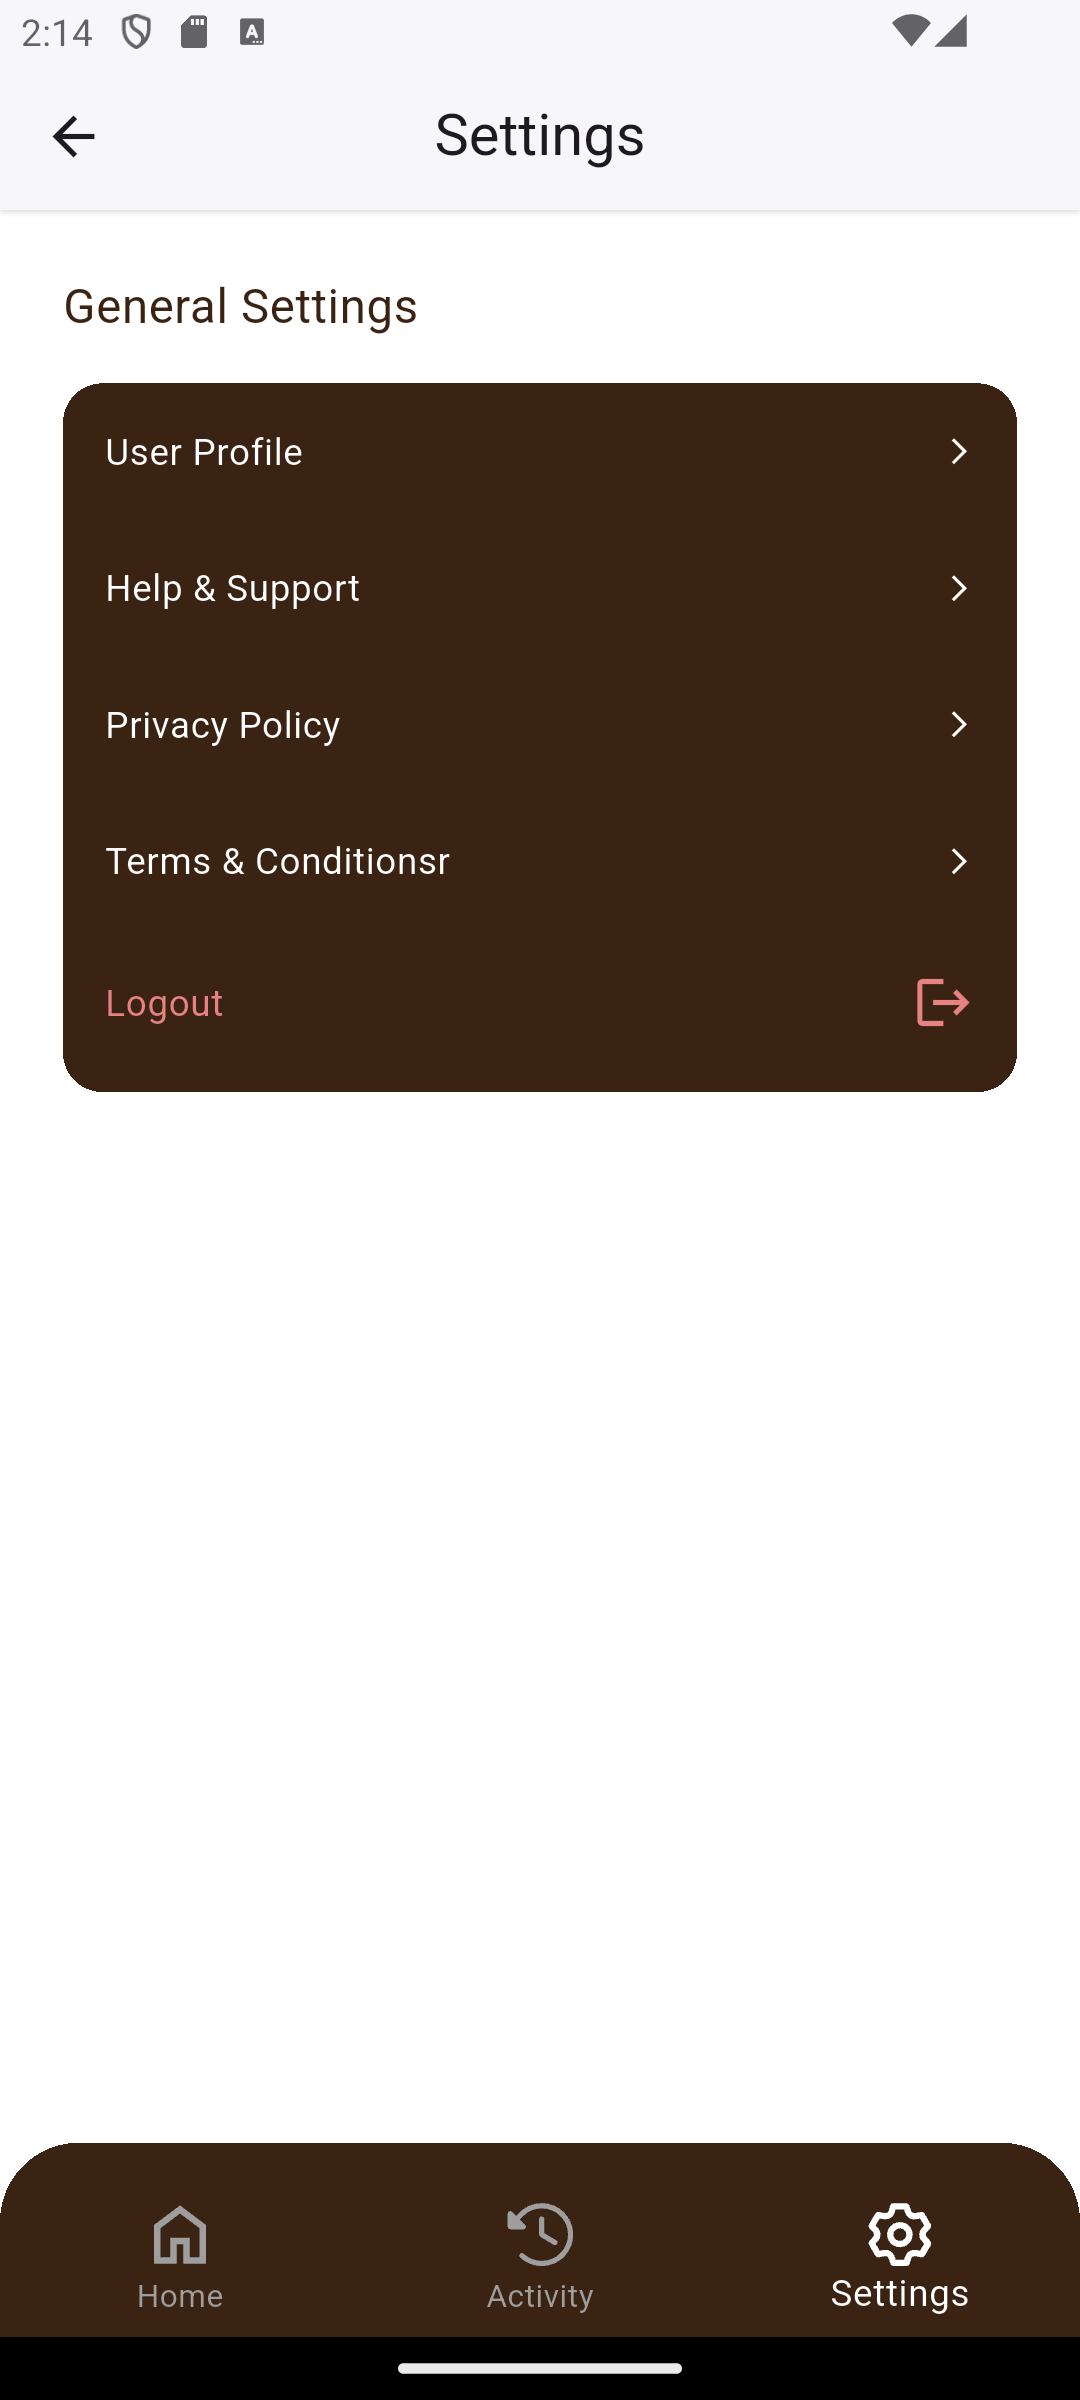 2:14
Settings
General Settings
User Profile
Help & Support
Privacy Policy
Terms & Conditionsr
Logout
Home
Activity
Settings